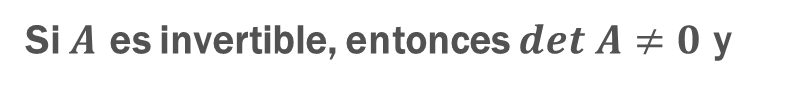 Si A es invertible, entonces det A ≠ 0 y